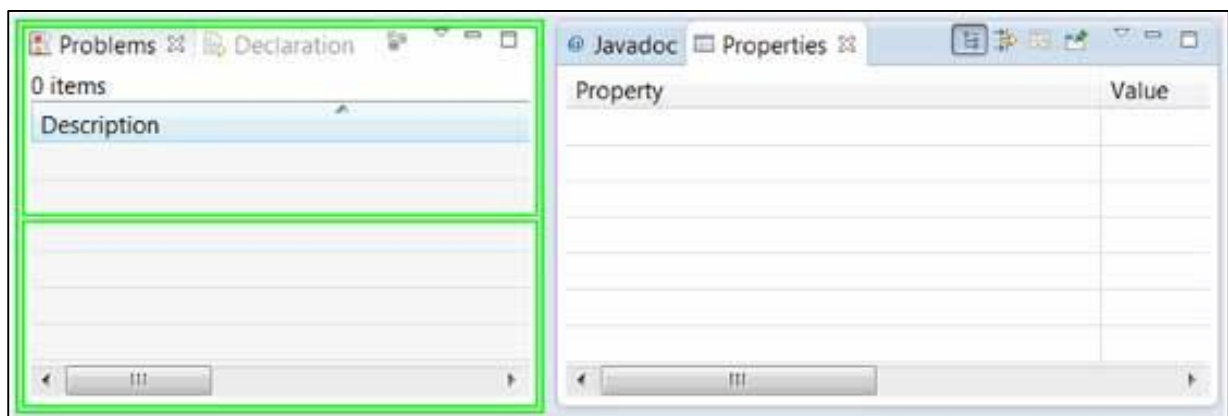 Problems Declaration
0 items
Description
@ Javadoc Properties
Property Value